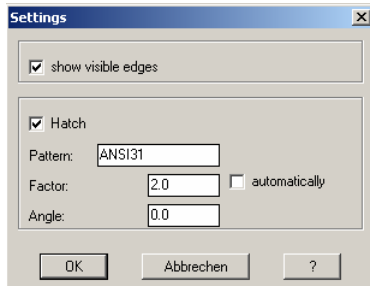 Settings
show visible edges
Hatch
Pattern: ANSI31
Factor: 2.0 automatically
Angle: 0.0
OK Abbrechen ?